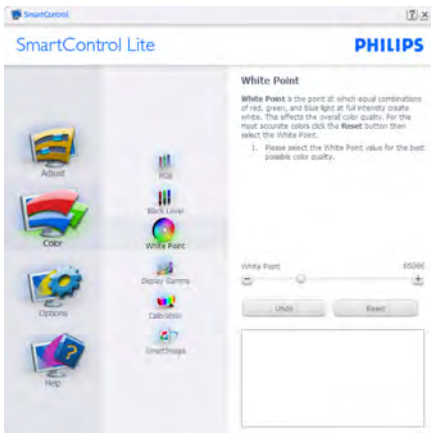 SmartControl
SmartControl Lite
PHILIPS
Adjust
Color
Options
Help
RGB
Black Level
White Point
Display Gamma
Calibration
SmartImage
White Point
White Point is the point at which equal combinations
of red, green, and blue light at full intensity create
white. This effects the overall color quality. For the
most accurate colors click the Reset button then
select the White Point.
1. Please select the White Point value for the best
possible color quality.
White Point 6506K
Undo Reset